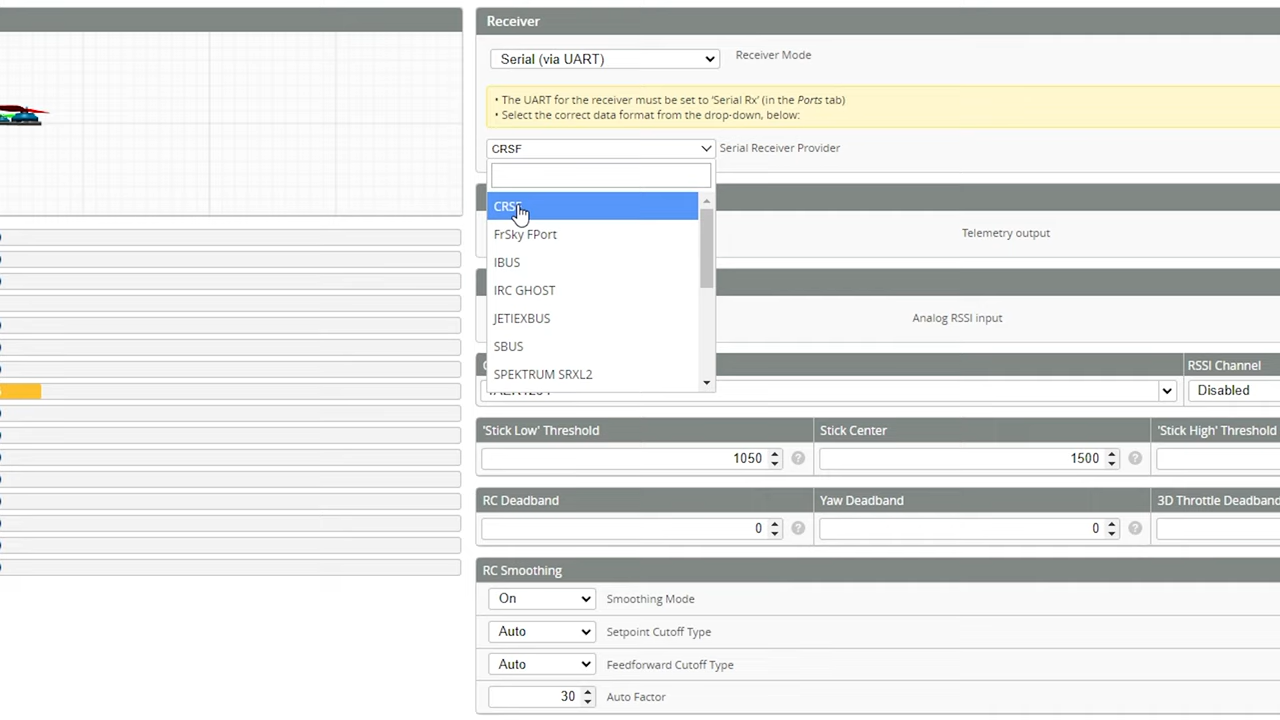 Receiver
Serial (via UART)
Receiver Mode
• The UART for the receiver must be set to ‘Serial Rx’ (in the Ports tab)
• Select the correct data format from the drop-down, below:
CRSF
Serial Receiver Provider
CRSF
FrSky FPort
IBUS
IRC GHOST
JETIEXBUS
SBUS
SPEKTRUM SRXL2
Telemetry output
Analog RSSI input
RSSI Channel
Disabled
'Stick Low' Threshold
Stick Center
'Stick High' Threshold
1050
1500
RC Deadband
Yaw Deadband
3D Throttle Deadband
0
0
RC Smoothing
On
Smoothing Mode
Auto
Setpoint Cutoff Type
Auto
Feedforward Cutoff Type
30
Auto Factor